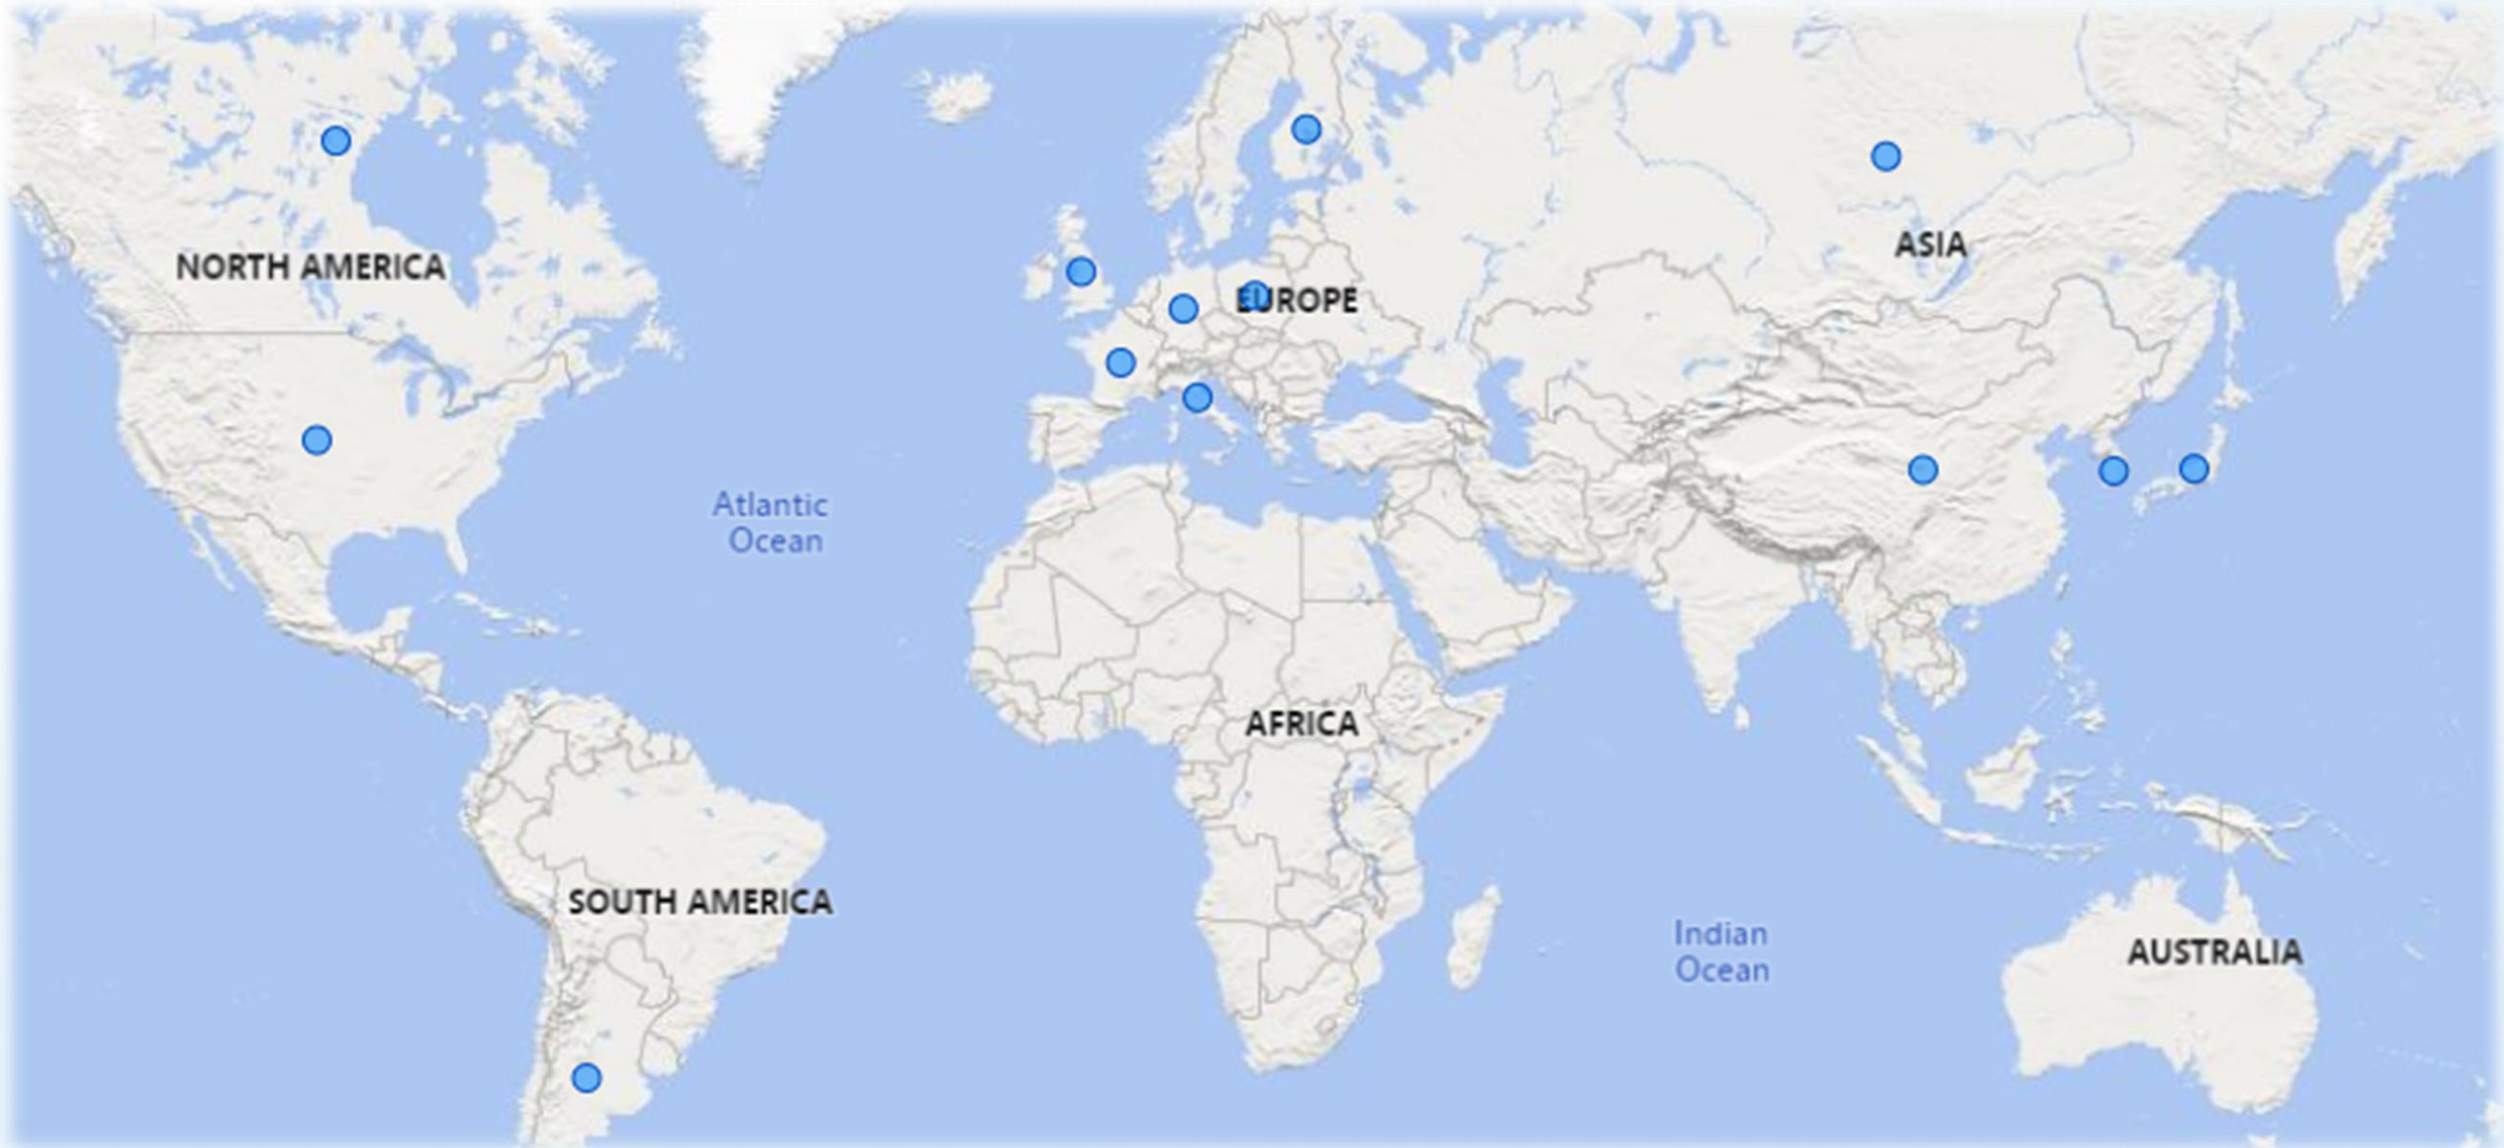 NORTH AMERICA
ASIA
EUROPE
Atlantic
Ocean
AFRICA
SOUTH AMERICA
Indian
Ocean
AUSTRALIA